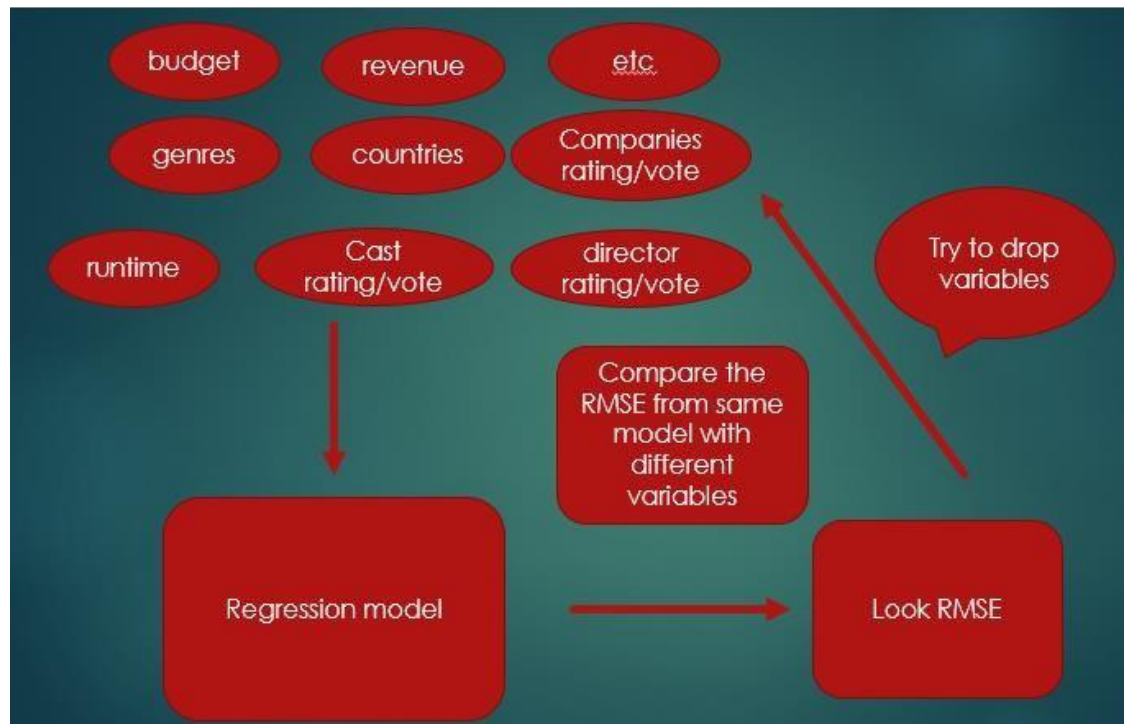 budget
revenue
etc
genres
countries
Companies
rating/vote
runtime
Cast
rating/vote
director
rating/vote
Try to drop
variables
Compare the
RMSE from same
model with
different
variables
Regression model
Look RMSE